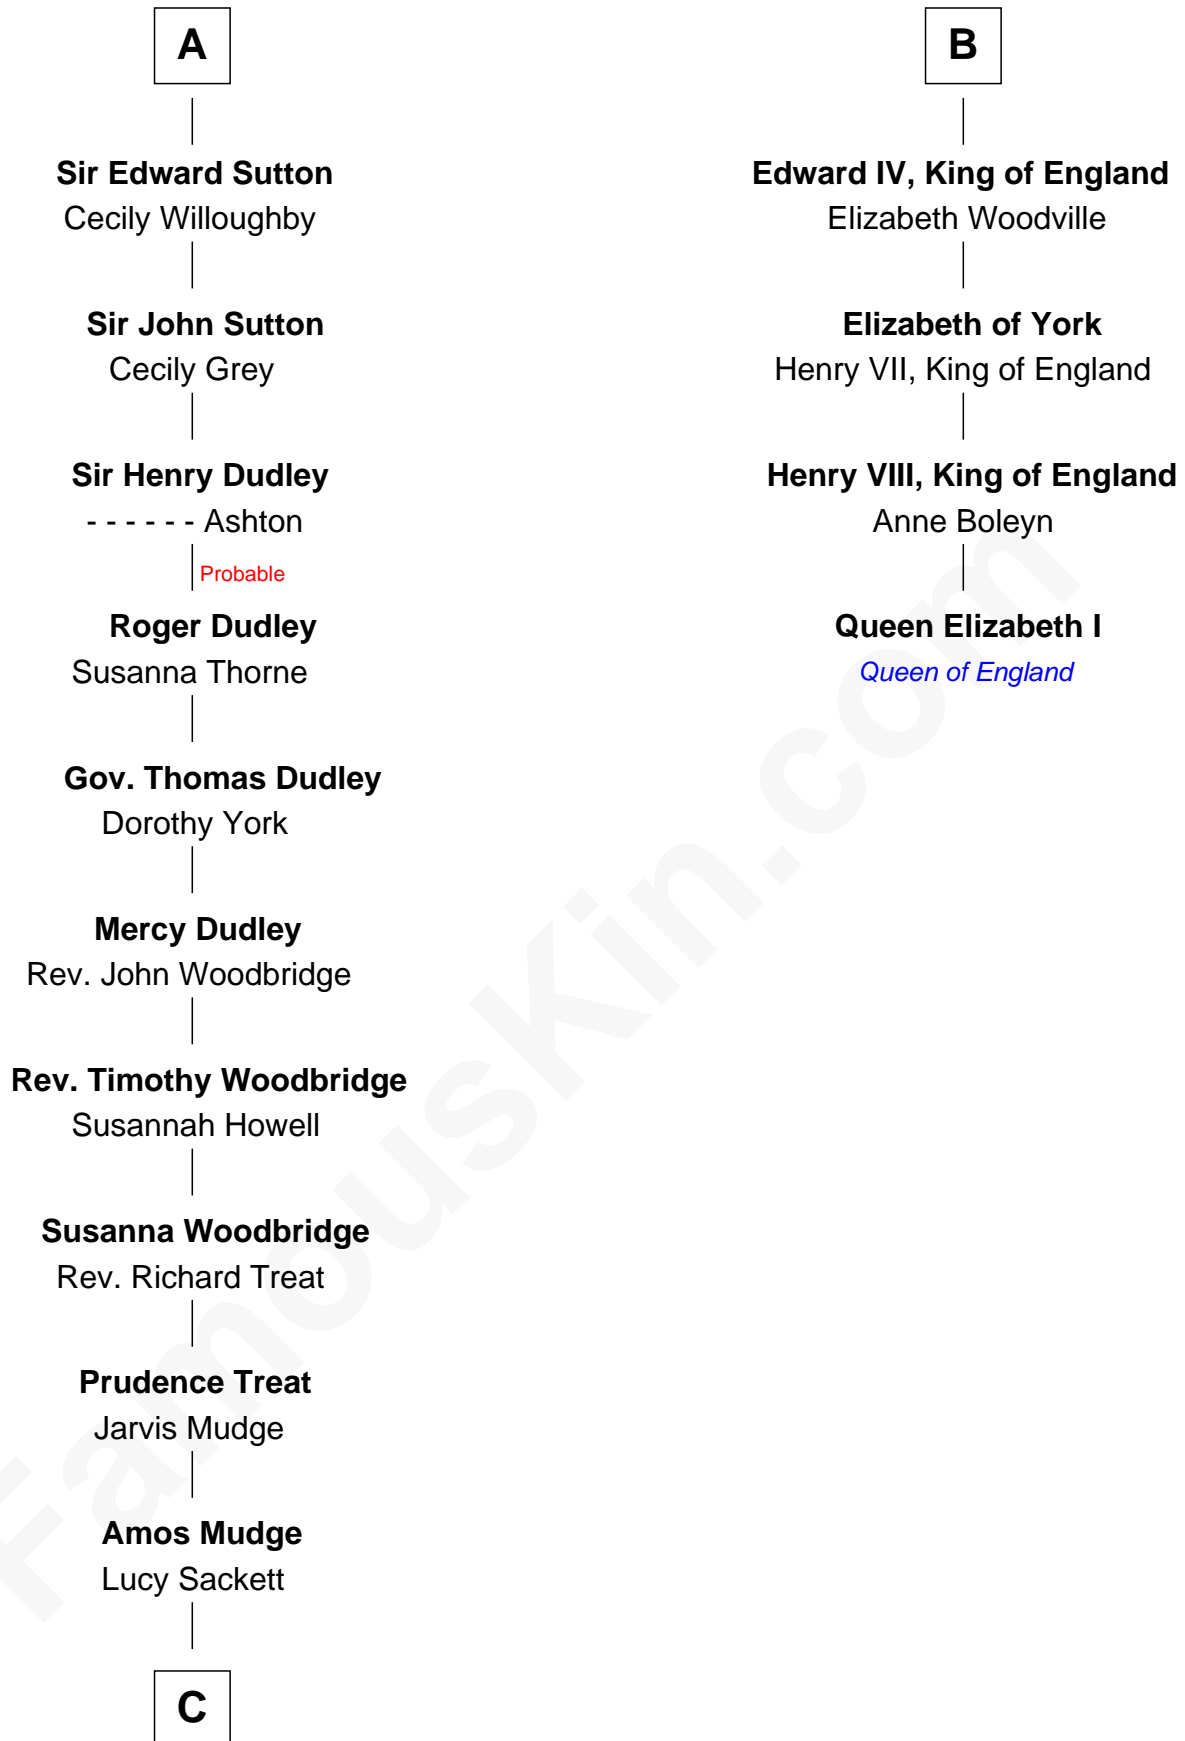 A
Sir Edward Sutton
Cecily Willoughby
Sir John Sutton
Cecily Grey
Sir Henry Dudley
- - - - - - Ashton
Probable
Roger Dudley
Susanna Thorne
Gov. Thomas Dudley
Dorothy York
Mercy Dudley
Rev. John Woodbridge
Rev. Timothy Woodbridge
Susannah Howell
Susanna Woodbridge
Rev. Richard Treat
Prudence Treat
Jarvis Mudge
Amos Mudge
Lucy Sackett
C
B
Edward IV, King of England
Elizabeth Woodville
Elizabeth of York
Henry VII, King of England
Henry VIII, King of England
Anne Boleyn
Queen Elizabeth I
Queen of England
FamousKin.com